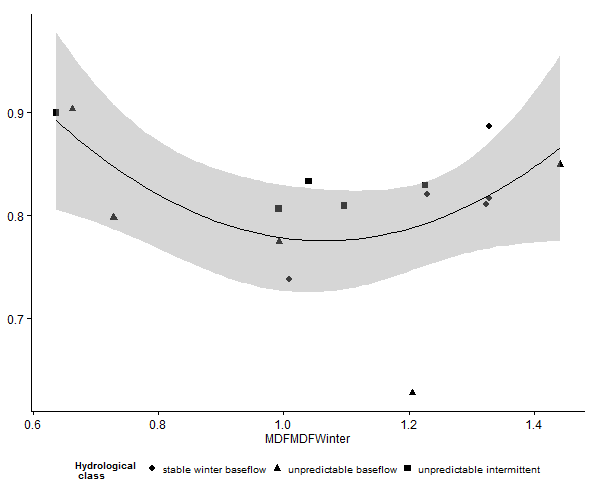 0.9
0.8
0.7
0.6 0.8 1.0 1.2 1.4
MDFMDFWinter
Hydrological
class
stable winter baseflow unpredictable baseflow unpredictable intermittent